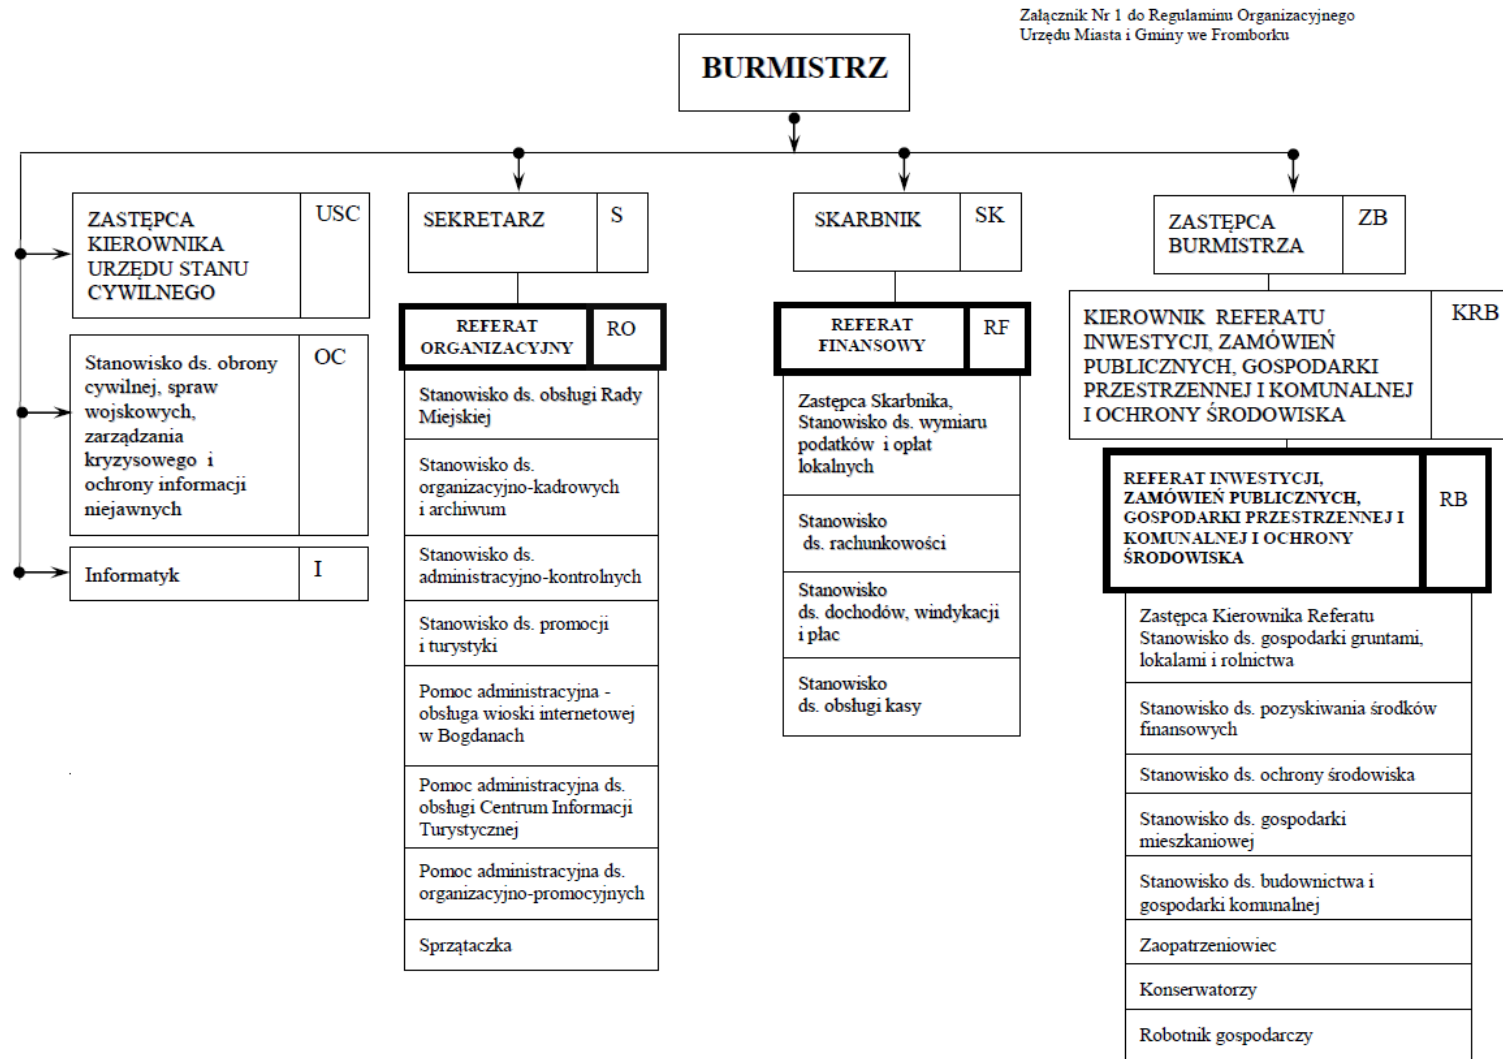 Załącznik Nr 1 do Regulaminu Organizacyjnego
Urzędu Miasta i Gminy we Fromborku
BURMISTRZ
ZASTĘPCA
KIEROWNIKA
URZĘDU STANU
CYWILNEGO
USC
Stanowisko ds. obrony
cywilnej, spraw
wojskowych,
zarządzania
kryzysowego i
ochrony informacji
niejawnych
OC
Informatyk
I
SEKRETARZ
S
REFERAT
ORGANIZACYJNY
RO
Stanowisko ds. obsługi Rady
Miejskiej
Stanowisko ds.
organizacyjno-kadrowych
i archiwum
Stanowisko ds.
administracyjno-kontrolnych
Stanowisko ds. promocji
i turystyki
Pomoc administracyjna -
obsługa wioski internetowej
w Bogdanach
Pomoc administracyjna ds.
obsługi Centrum Informacji
Turystycznej
Pomoc administracyjna ds.
organizacyjno-promocyjnych
Sprzątaczka
SKARBNIK
SK
REFERAT
FINANSOWY
RF
Zastępca Skarbnika,
Stanowisko ds. wymiaru
podatków i opłat
lokalnych
Stanowisko
ds. rachunkowości
Stanowisko
ds. dochodów, windykacji
i płac
Stanowisko
ds. obsługi kasy
ZASTĘPCA
BURMISTRZA
ZB
KIEROWNIK REFERATU
INWESTYCJI, ZAMÓWIEŃ
PUBLICZNYCH, GOSPODARKI
PRZESTRZENNEJ I KOMUNALNEJ
I OCHRONY ŚRODOWISKA
KRB
REFERAT INWESTYCJI,
ZAMÓWIEŃ PUBLICZNYCH,
GOSPODARKI PRZESTRZENNEJ I
KOMUNALNEJ I OCHRONY
ŚRODOWISKA
RB
Zastępca Kierownika Referatu
Stanowisko ds. gospodarki gruntami,
lokalami i rolnictwa
Stanowisko ds. pozyskiwania środków
finansowych
Stanowisko ds. ochrony środowiska
Stanowisko ds. gospodarki
mieszkaniowej
Stanowisko ds. budownictwa i
gospodarki komunalnej
Zaopatrzeniowiec
Konserwatorzy
Robotnik gospodarczy